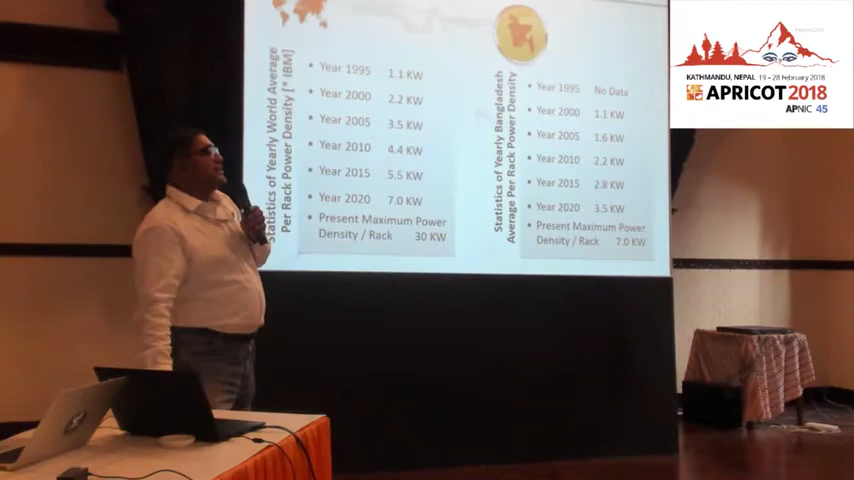 Statistics of Yearly World Average
Per Rack Power Density [* IBM]
• Year 1995 1.1 KW
• Year 2000 2.2 KW
• Year 2005 3.5 KW
• Year 2010 4.4 KW
• Year 2015 5.5 KW
• Year 2020 7.0 KW
• Present Maximum Power
Density / Rack 30 KW
Statistics of Yearly Bangladesh
Average Per Rack Power Density
• Year 1995 No Data
• Year 2000 1.1 KW
• Year 2005 1.6 KW
• Year 2010 2.2 KW
• Year 2015 2.8 KW
• Year 2020 3.5 KW
• Present Maximum Power
Density / Rack 7.0 KW
KATHMANDU, NEPAL 19 – 28 February 2018
APRICOT 2018
APNIC 45